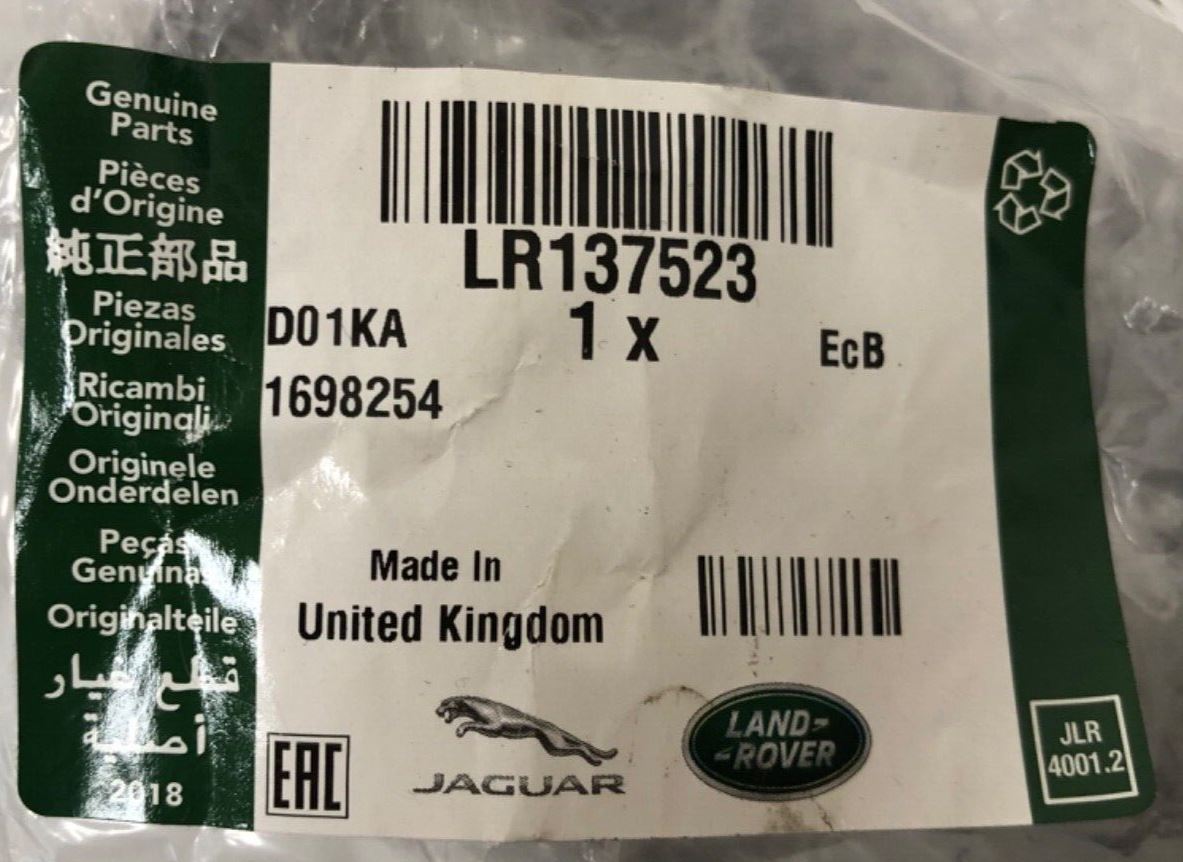 Genuine
Parts
Pièces
d'Origine
純正部品
Piezas
Originales
Ricambi
Originali
Originele
Onderdelen
Peças
Genuinas
Originalteile
قطع غيار
أصلية
2018
LR137523
D01KA
1 x
EcB
1698254
Made In
United Kingdom
EAC
JAGUAR
LAND-
-ROVER
JLR
4001.2